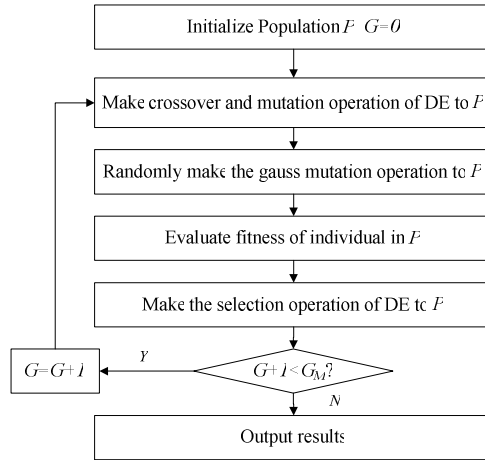 Initialize Population P G=0
Make crossover and mutation operation of DE to P
Randomly make the gauss mutation operation to P
Evaluate fitness of individual in P
Make the selection operation of DE to P
G+1<G_M?
Y
G=G+1
N
Output results